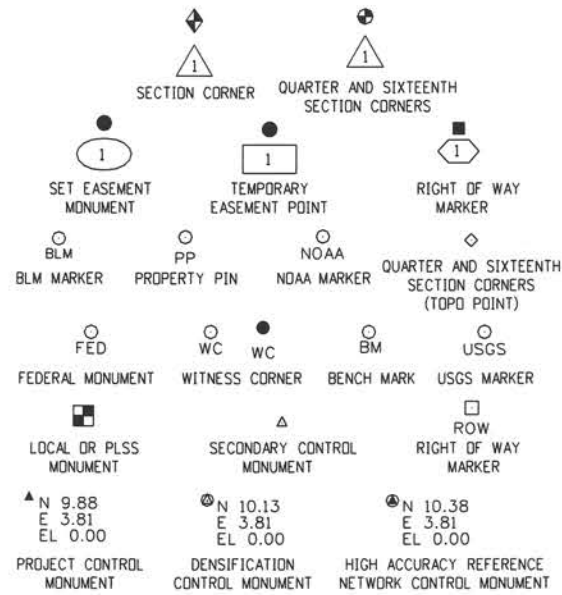 1 1
SECTION CORNER QUARTER AND SIXTEENTH
SECTION CORNERS
1 1 1
SET EASEMENT TEMPORARY RIGHT OF WAY
MONUMENT EASEMENT POINT MARKER
BLM PP NOAA
BLM MARKER PROPERTY PIN NOAA MARKER QUARTER AND SIXTEENTH
SECTION CORNERS
(TOPO POINT)
FED WC WC BM USGS
FEDERAL MONUMENT WITNESS CORNER BENCH MARK USGS MARKER
ROW
LOCAL OR PLSS SECONDARY CONTROL RIGHT OF WAY
MONUMENT MONUMENT MARKER
N 9.88 N 10.13 N 10.38
E 3.81 E 3.81 E 3.81
EL 0.00 EL 0.00 EL 0.00
PROJECT CONTROL DENSIFICATION HIGH ACCURACY REFERENCE
MONUMENT CONTROL MONUMENT NETWORK CONTROL MONUMENT